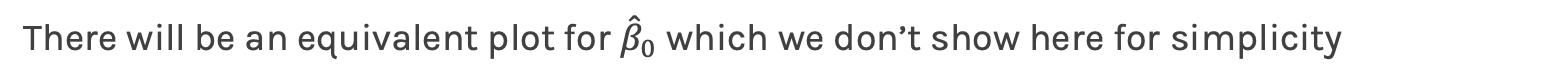 There will be an equivalent plot for β̂₀ which we don’t show here for simplicity